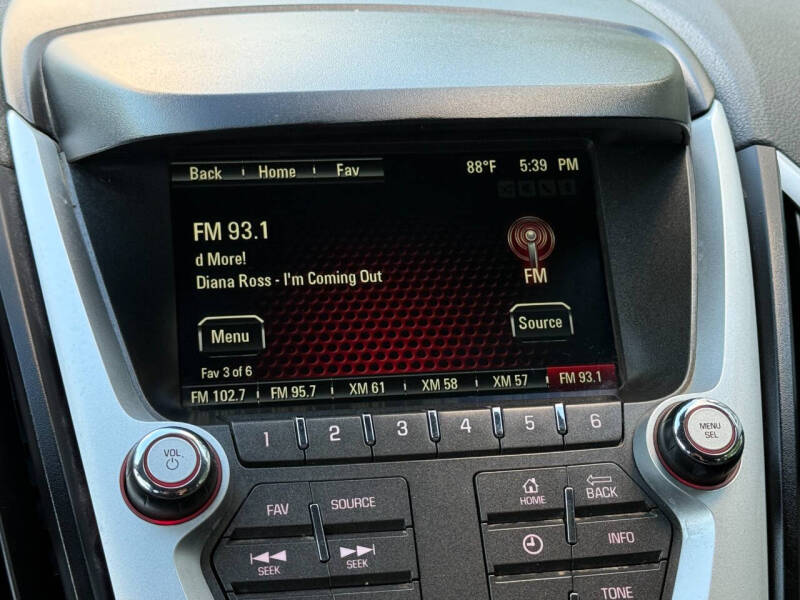 Back Home Fav 88°F 5:39 PM
FM 93.1
d More!
Diana Ross - I'm Coming Out
FM
Menu Source
Fav 3 of 6
FM 102.7 FM 95.7 XM 61 XM 58 XM 57 FM 93.1
1 2 3 4 5 6
VOL
MENU
SEL
FAV SOURCE
HOME BACK
SEEK SEEK
INFO
TONE